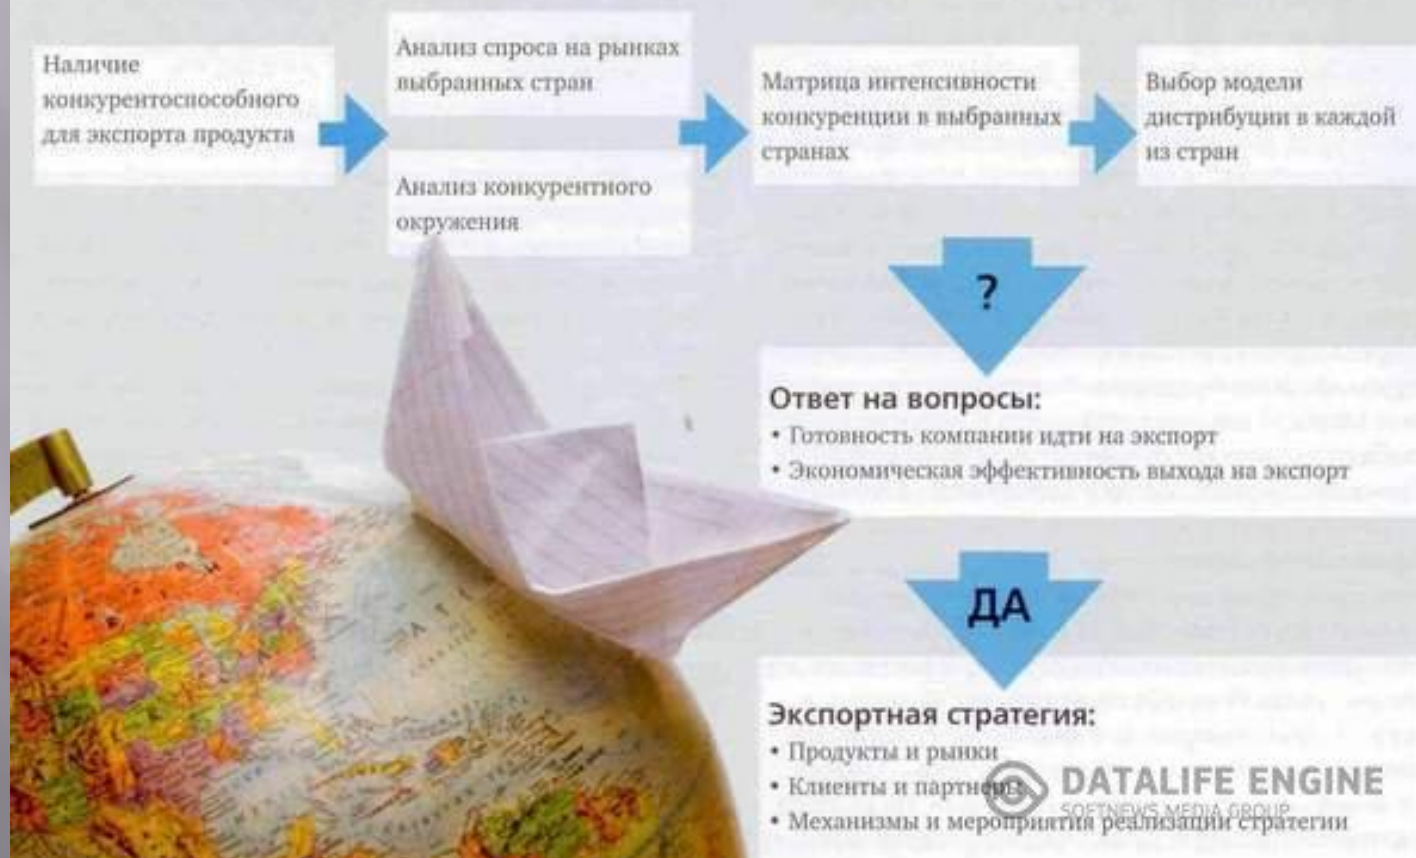 Наличие
конкурентоспособного
для экспорта продукта
Анализ спроса на рынках
выбранных стран
Анализ конкурентного
окружения
Матрица интенсивности
конкуренции в выбранных
странах
Выбор модели
дистрибуции в каждой
из стран
?
Ответ на вопросы:
• Готовность компании идти на экспорт
• Экономическая эффективность выхода на экспорт
ДА
Экспортная стратегия:
• Продукты и рынки
• Клиенты и партнеры
• Механизмы и мероприятия реализации стратегии
DATALIFE ENGINE
SOFTNEWS MEDIA GROUP